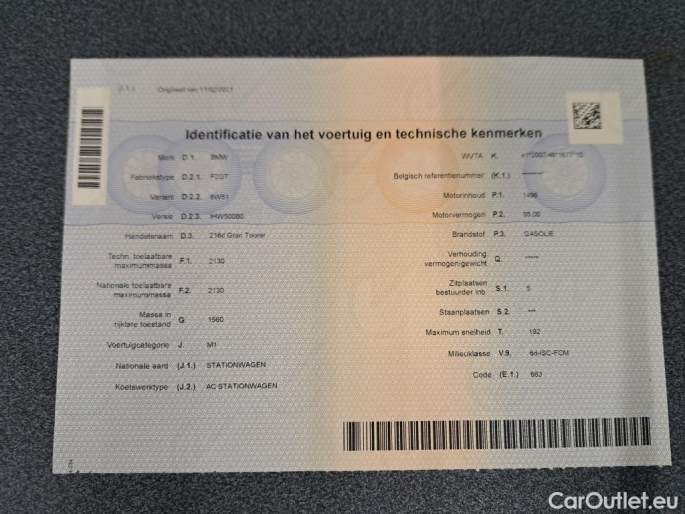 (J.1.)
Identificatie van het voertuig en technische kenmerken
Merk D.1. BMW
Fabriekstype D.2.1. F2GT
Variant D.2.2. 6W51
Versie D.2.3.
Handelsnaam D.3. 216d Gran Tourer
Techn. toelaatbare
maximummassa F.1. 2130
Nationale toelaatbare
maximummassa F.2. 2130
Massa in
rijklare toestand G. 1560
Voertuigcategorie J. M1
Nationale aard (J.1.) STATIONWAGEN
Koetswerktype (J.2.) AC STATIONWAGEN
WVTA K.
Belgisch referentienummer (K.1.)
Motorinhoud P.1. 1496
Motorvermogen P.2. 85.00
Brandstof P.3. GASOLIE
Verhouding
vermogen/gewicht Q. -----
Zitplaatsen
bestuurder inb. S.1. 5
Staanplaatsen S.2. ---
Maximum snelheid T. 192
Milieuklasse V.9. 6d-ISC-FCM
Code (E.1.) 663
CarOutlet.eu